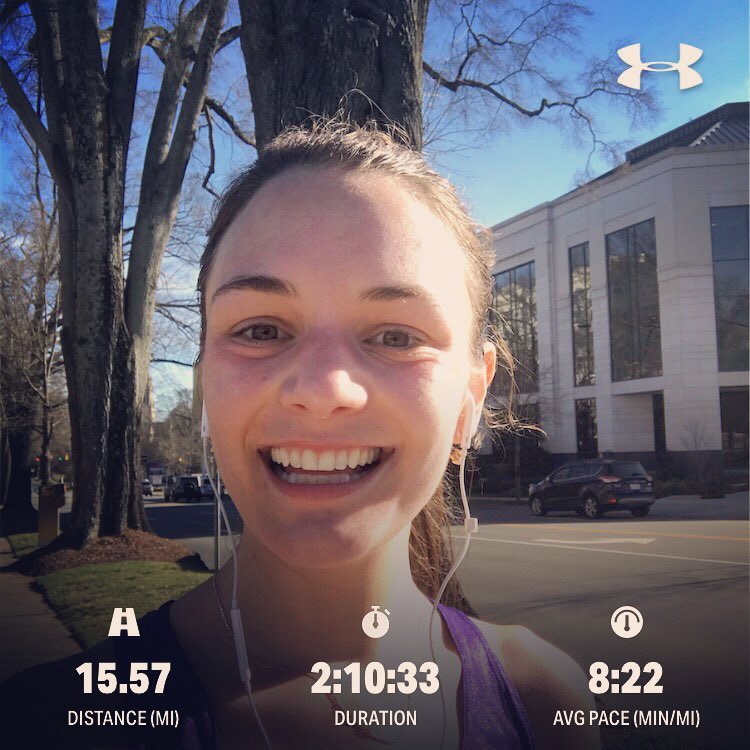 15.57
2:10:33
8:22
DISTANCE (MI)
DURATION
AVG PACE (MIN/MI)